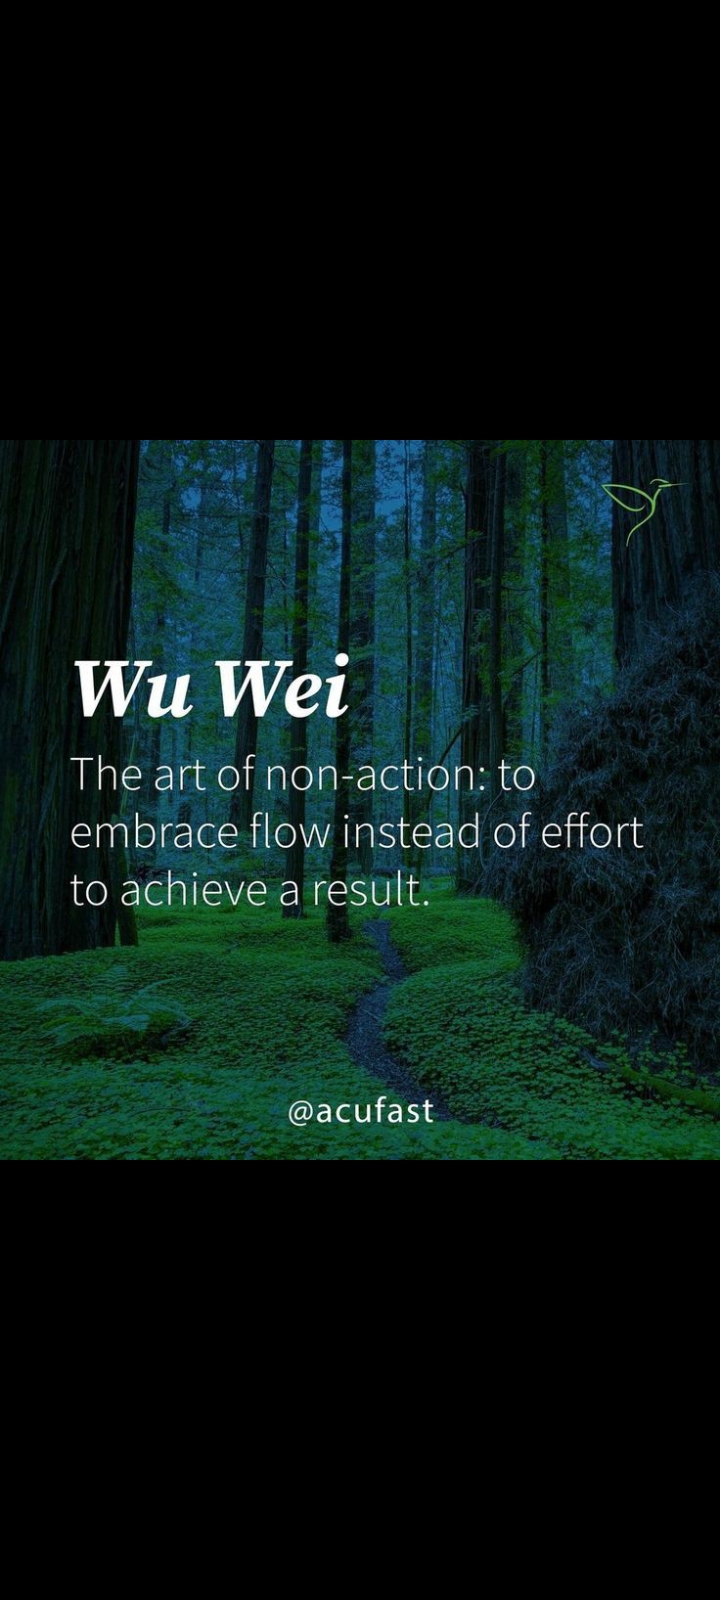 Wu Wei
The art of non-action: to
embrace flow instead of effort
to achieve a result.
@acufast